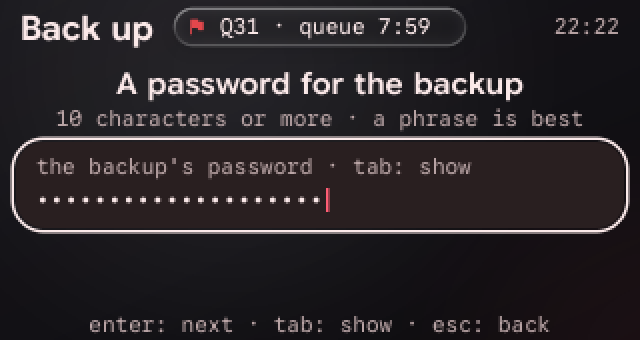 Back up
Q31 · queue 7:59
22:22
A password for the backup
10 characters or more · a phrase is best
the backup's password · tab: show
••••••••••••••••••••
enter: next · tab: show · esc: back